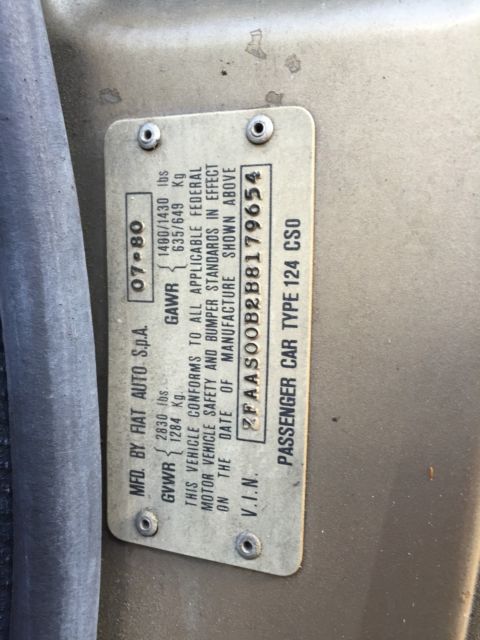 MFD. BY FIAT AUTO S.p.A. 07-80
GVWR { 2830 lbs GAWR { 1400/1430 lbs
1284 Kg. 635/649 Kg
THIS VEHICLE CONFORMS TO ALL APPLICABLE FEDERAL
MOTOR VEHICLE SAFETY AND BUMPER STANDARDS IN EFFECT
ON THE DATE OF MANUFACTURE SHOWN ABOVE
V.I.N. ZFAAS00B2B8179654
PASSENGER CAR TYPE 124 CSO